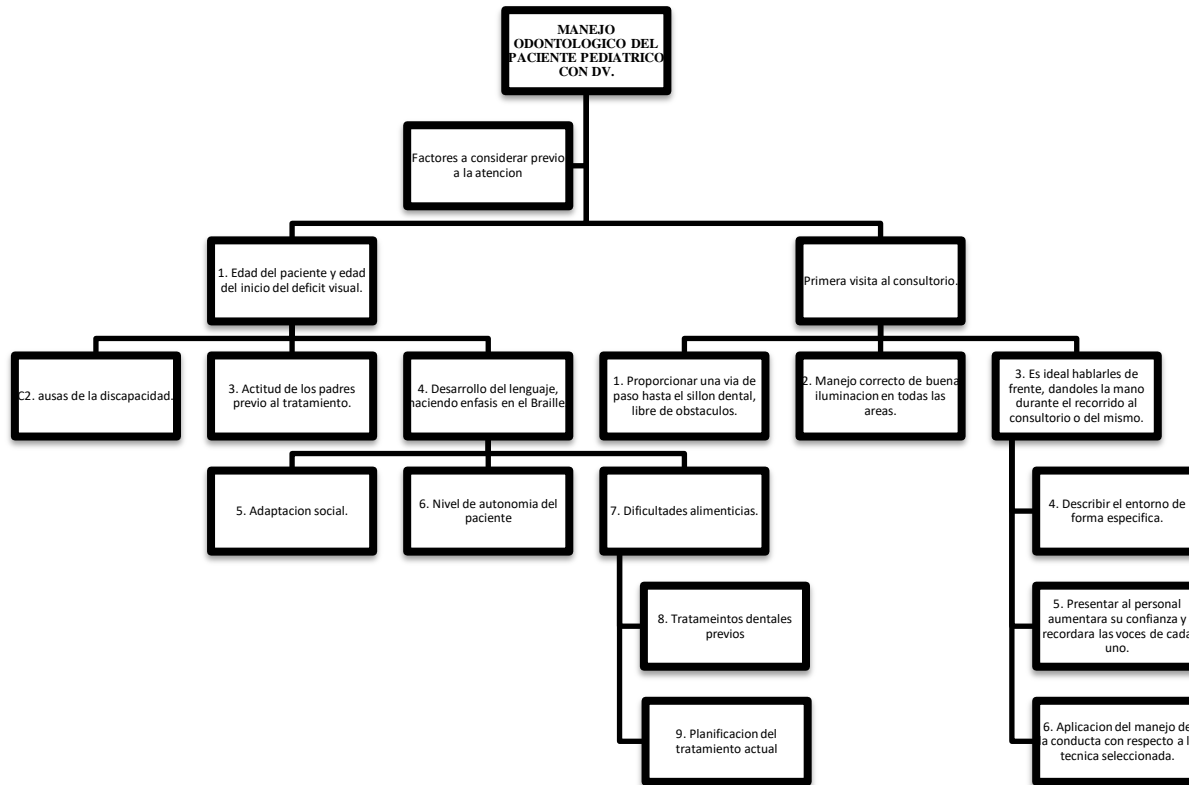 MANEJO
ODONTOLOGICO DEL
PACIENTE PEDIATRICO
CON DV.
Factores a considerar previo
a la atencion
1. Edad del paciente y edad
del inicio del deficit visual.
Primera visita al consultorio.
C2. ausas de la discapacidad.
3. Actitud de los padres
previo al tratamiento.
4. Desarrollo del lenguaje,
haciendo enfasis en el Braille
1. Proporcionar una via de
paso hasta el sillon dental,
libre de obstaculos.
2. Manejo correcto de buena
iluminacion en todas las
areas.
3. Es ideal hablarles de
frente, dandoles la mano
durante el recorrido al
consultorio o del mismo.
5. Adaptacion social.
6. Nivel de autonomia del
paciente
7. Dificultades alimenticias.
4. Describir el entorno de
forma especifica.
8. Tratameintos dentales
previos
5. Presentar al personal
aumentara su confianza y
recordara las voces de cada
uno.
9. Planificacion del
tratamiento actual
6. Aplicacion del manejo de
la conducta con respecto a l
tecnica seleccionada.